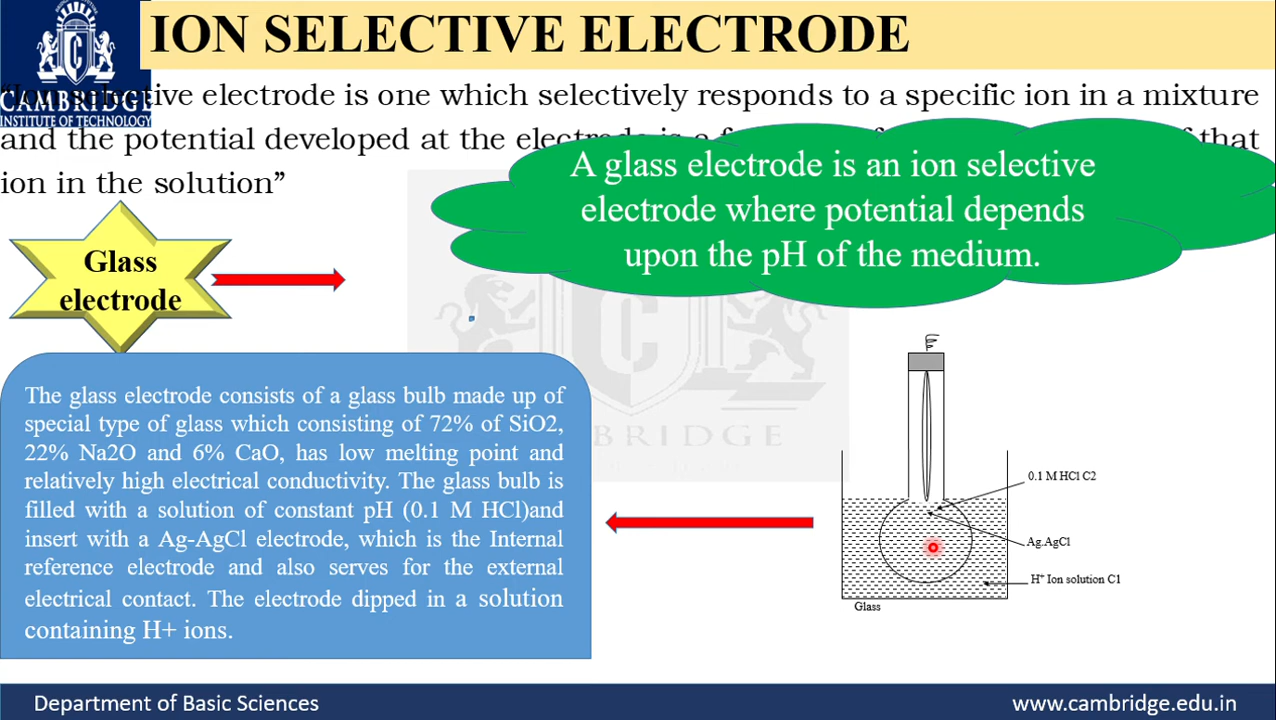 ION SELECTIVE ELECTRODE
CAMBRIDGE
INSTITUTE OF TECHNOLOGY
selective electrode is one which selectively responds to a specific ion in a mixture
and the potential developed at the electrode is a that
ion in the solution”
A glass electrode is an ion selective
electrode where potential depends
upon the pH of the medium.
Glass
electrode
The glass electrode consists of a glass bulb made up of
special type of glass which consisting of 72% of SiO2,
22% Na2O and 6% CaO, has low melting point and
relatively high electrical conductivity. The glass bulb is
filled with a solution of constant pH (0.1 M HCl)and
insert with a Ag-AgCl electrode, which is the Internal
reference electrode and also serves for the external
electrical contact. The electrode dipped in a solution
containing H+ ions.
0.1 M HCl C2
Ag.AgCl
H+ Ion solution C1
Glass
Department of Basic Sciences
www.cambridge.edu.in